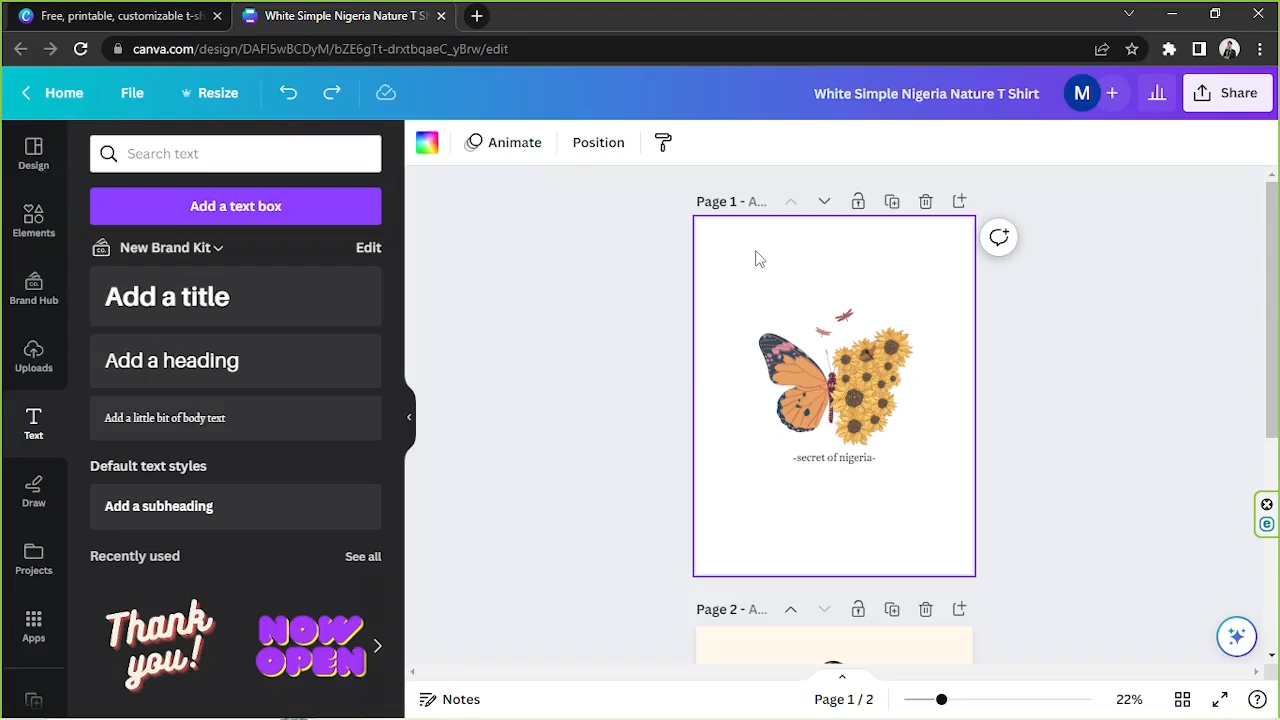 Free, printable, customizable t-sh
White Simple Nigeria Nature T S
canva.com/design/DAFI5wBCDyM/bZE6gTt-drxtbqaeC_y8rw/edit
Home
File
Resize
White Simple Nigeria Nature T Shirt
M
Share
Design
Elements
Brand Hub
Uploads
Text
Draw
Projects
Apps
Search text
Add a text box
New Brand Kit
Edit
Add a title
Add a heading
Add a little bit of body text
Default text styles
Add a subheading
Recently used
See all
Thank you!
NOW OPEN
Animate
Position
Page 1 - A...
-secret of nigeria-
Page 2 - A...
Notes
Page 1 / 2
22%